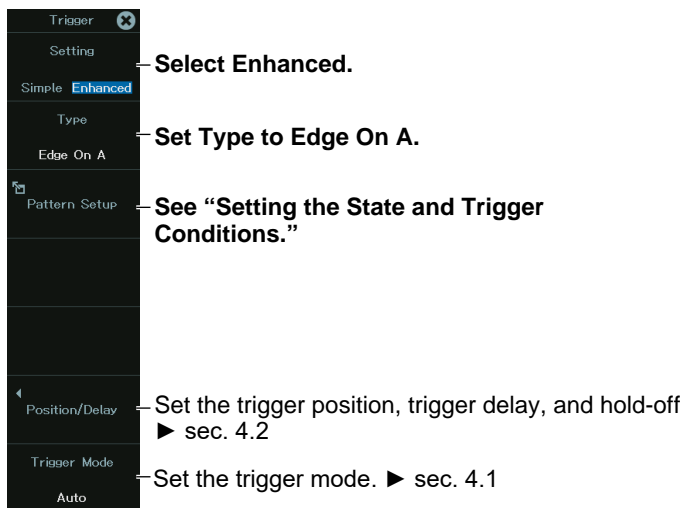 Trigger
Setting
Simple Enhanced
Select Enhanced.
Type
Edge On A
Set Type to Edge On A.
Pattern Setup
See “Setting the State and Trigger
Conditions.”
Position/Delay
Set the trigger position, trigger delay, and hold-off
► sec. 4.2
Trigger Mode
Auto
Set the trigger mode. ► sec. 4.1